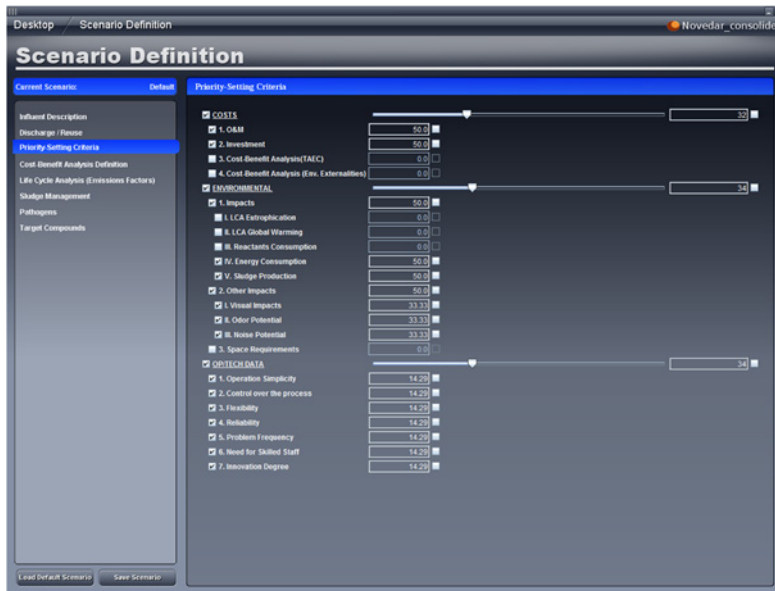 Desktop Scenario Definition Novedar_consolide
Scenario Definition
Current Scenario: Default
Priority-Setting Criteria
Influent Description
Discharge / Reuse
Priority-Setting Criteria
Cost-Benefit Analysis Definition
Life Cycle Analysis (Emissions Factors)
Sludge Management
Pathogens
Target Compounds
COSTS 32
1. O&M 50.0
2. Investment 50.0
3. Cost-Benefit Analysis(TAEC) 0.0
4. Cost-Benefit Analysis (Env. Externalities) 0.0
ENVIRONMENTAL 34
1. Impacts 50.0
I. LCA Eutrophication 0.0
II. LCA Global Warming 0.0
III. Reactants Consumption 0.0
IV. Energy Consumption 50.0
V. Sludge Production 50.0
2. Other Impacts 50.0
I. Visual Impacts 33.33
II. Odor Potential 33.33
III. Noise Potential 33.33
3. Space Requirements 0.0
OP/TECH DATA 34
1. Operation Simplicity 14.29
2. Control over the process 14.29
3. Flexibility 14.29
4. Reliability 14.29
5. Problem Frequency 14.29
6. Need for Skilled Staff 14.29
7. Innovation Degree 14.29
Load Default Scenario Save Scenario